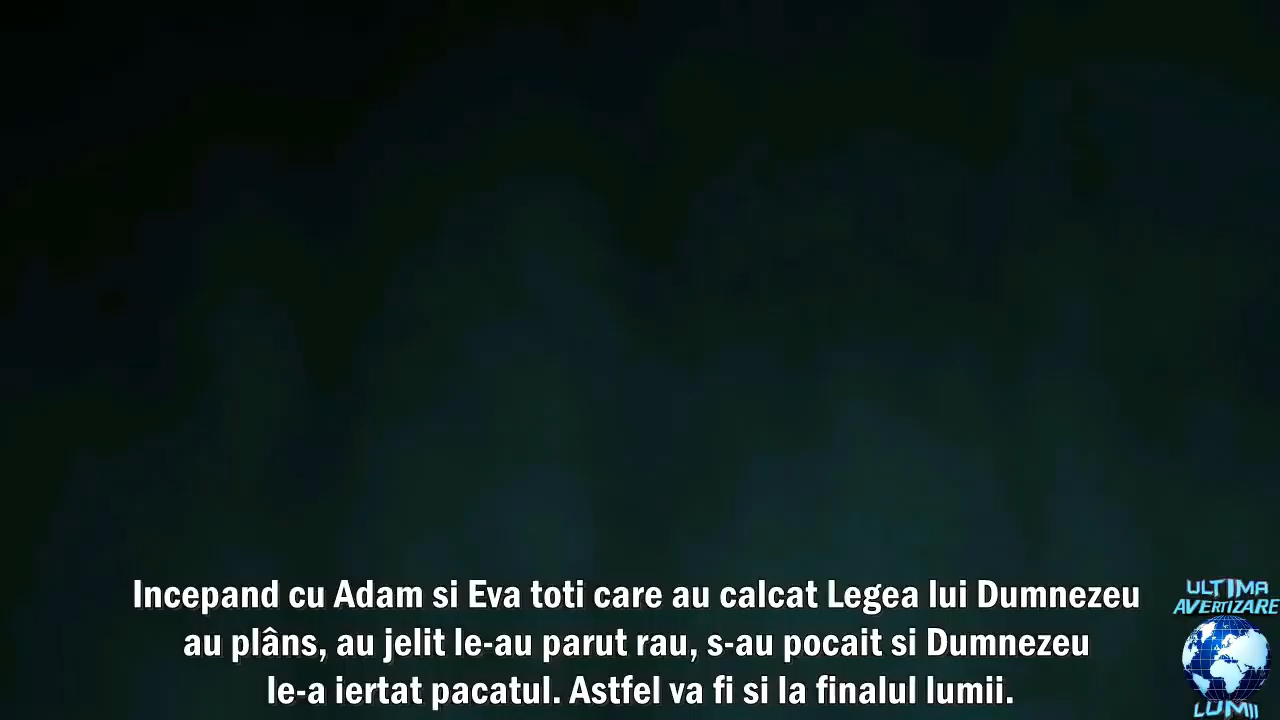 Incepand cu Adam si Eva toti care au calcat Legea lui Dumnezeu
au plâns, au jelit le-au parut rau, s-au pocait si Dumnezeu
le-a iertat pacatul. Astfel va fi si la finalul lumii.
ULTIMA
AVERTIZARE
LUMII